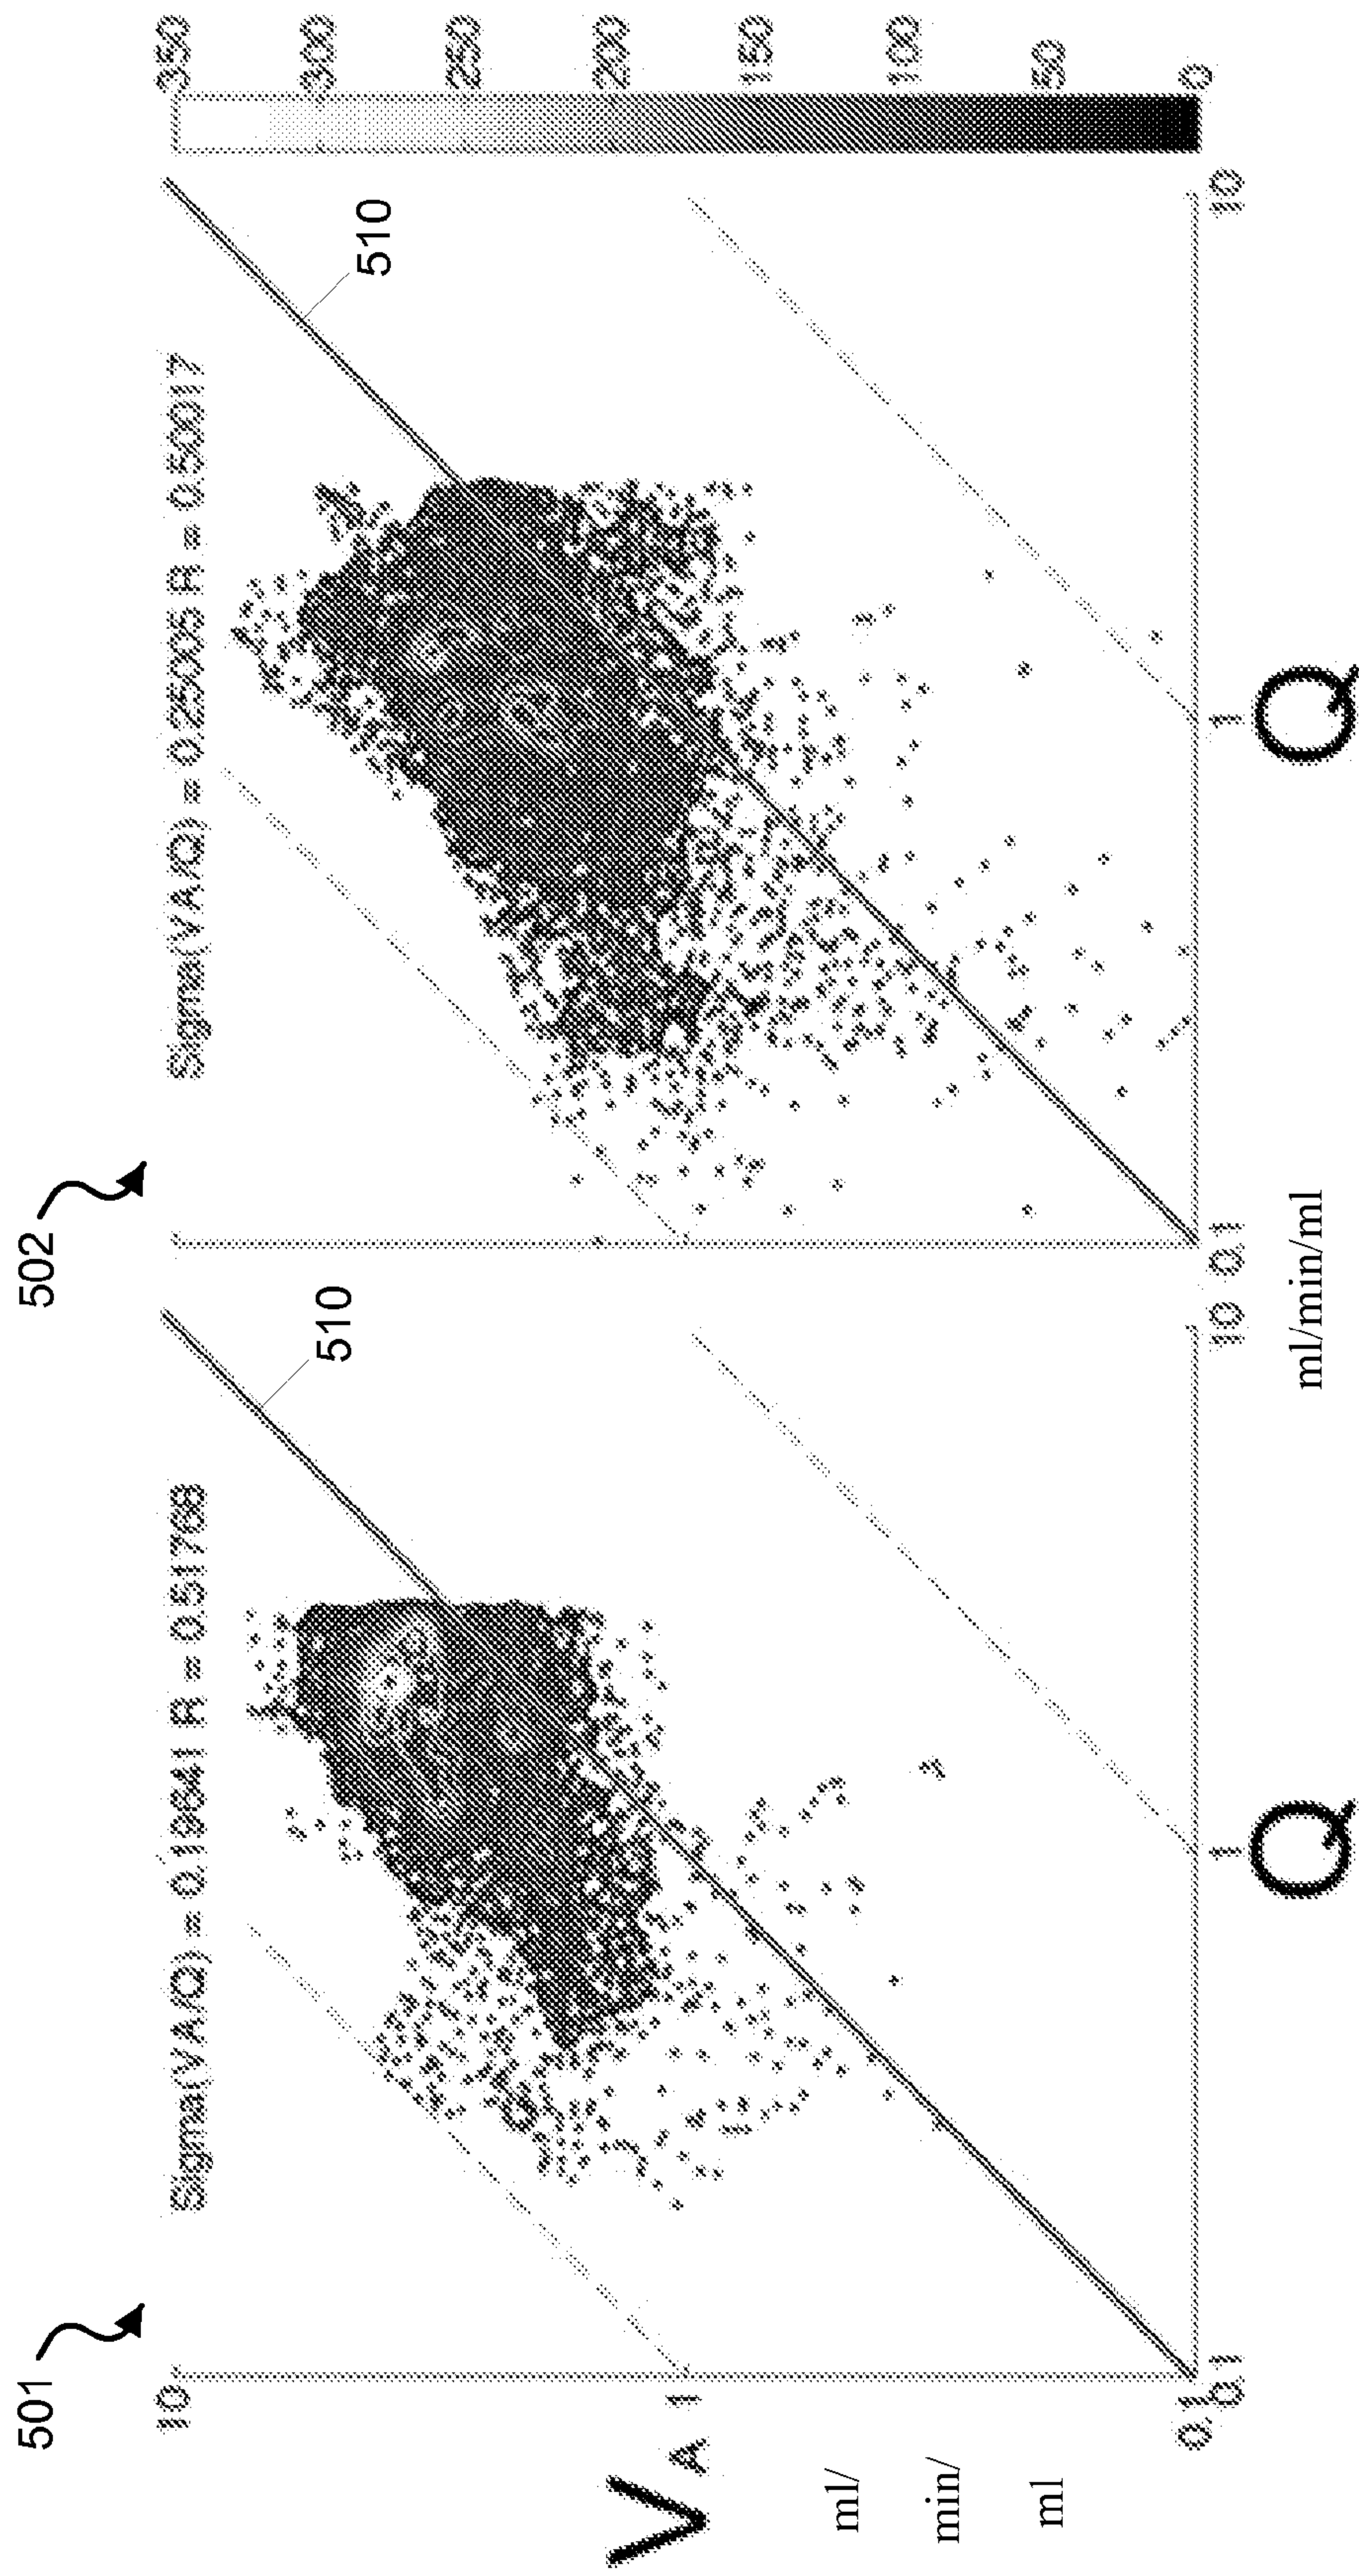 501
502
Sigma(VA/Q) = 0.19641 R = 0.51768
Sigma(VA/Q) = 0.25005 R = 0.50017
510
510
10
1
0.1
V A
ml/
min/
ml
0.1
1
10
0.1
1
10
Q
Q
ml/min/ml
350
300
250
200
150
100
50
0